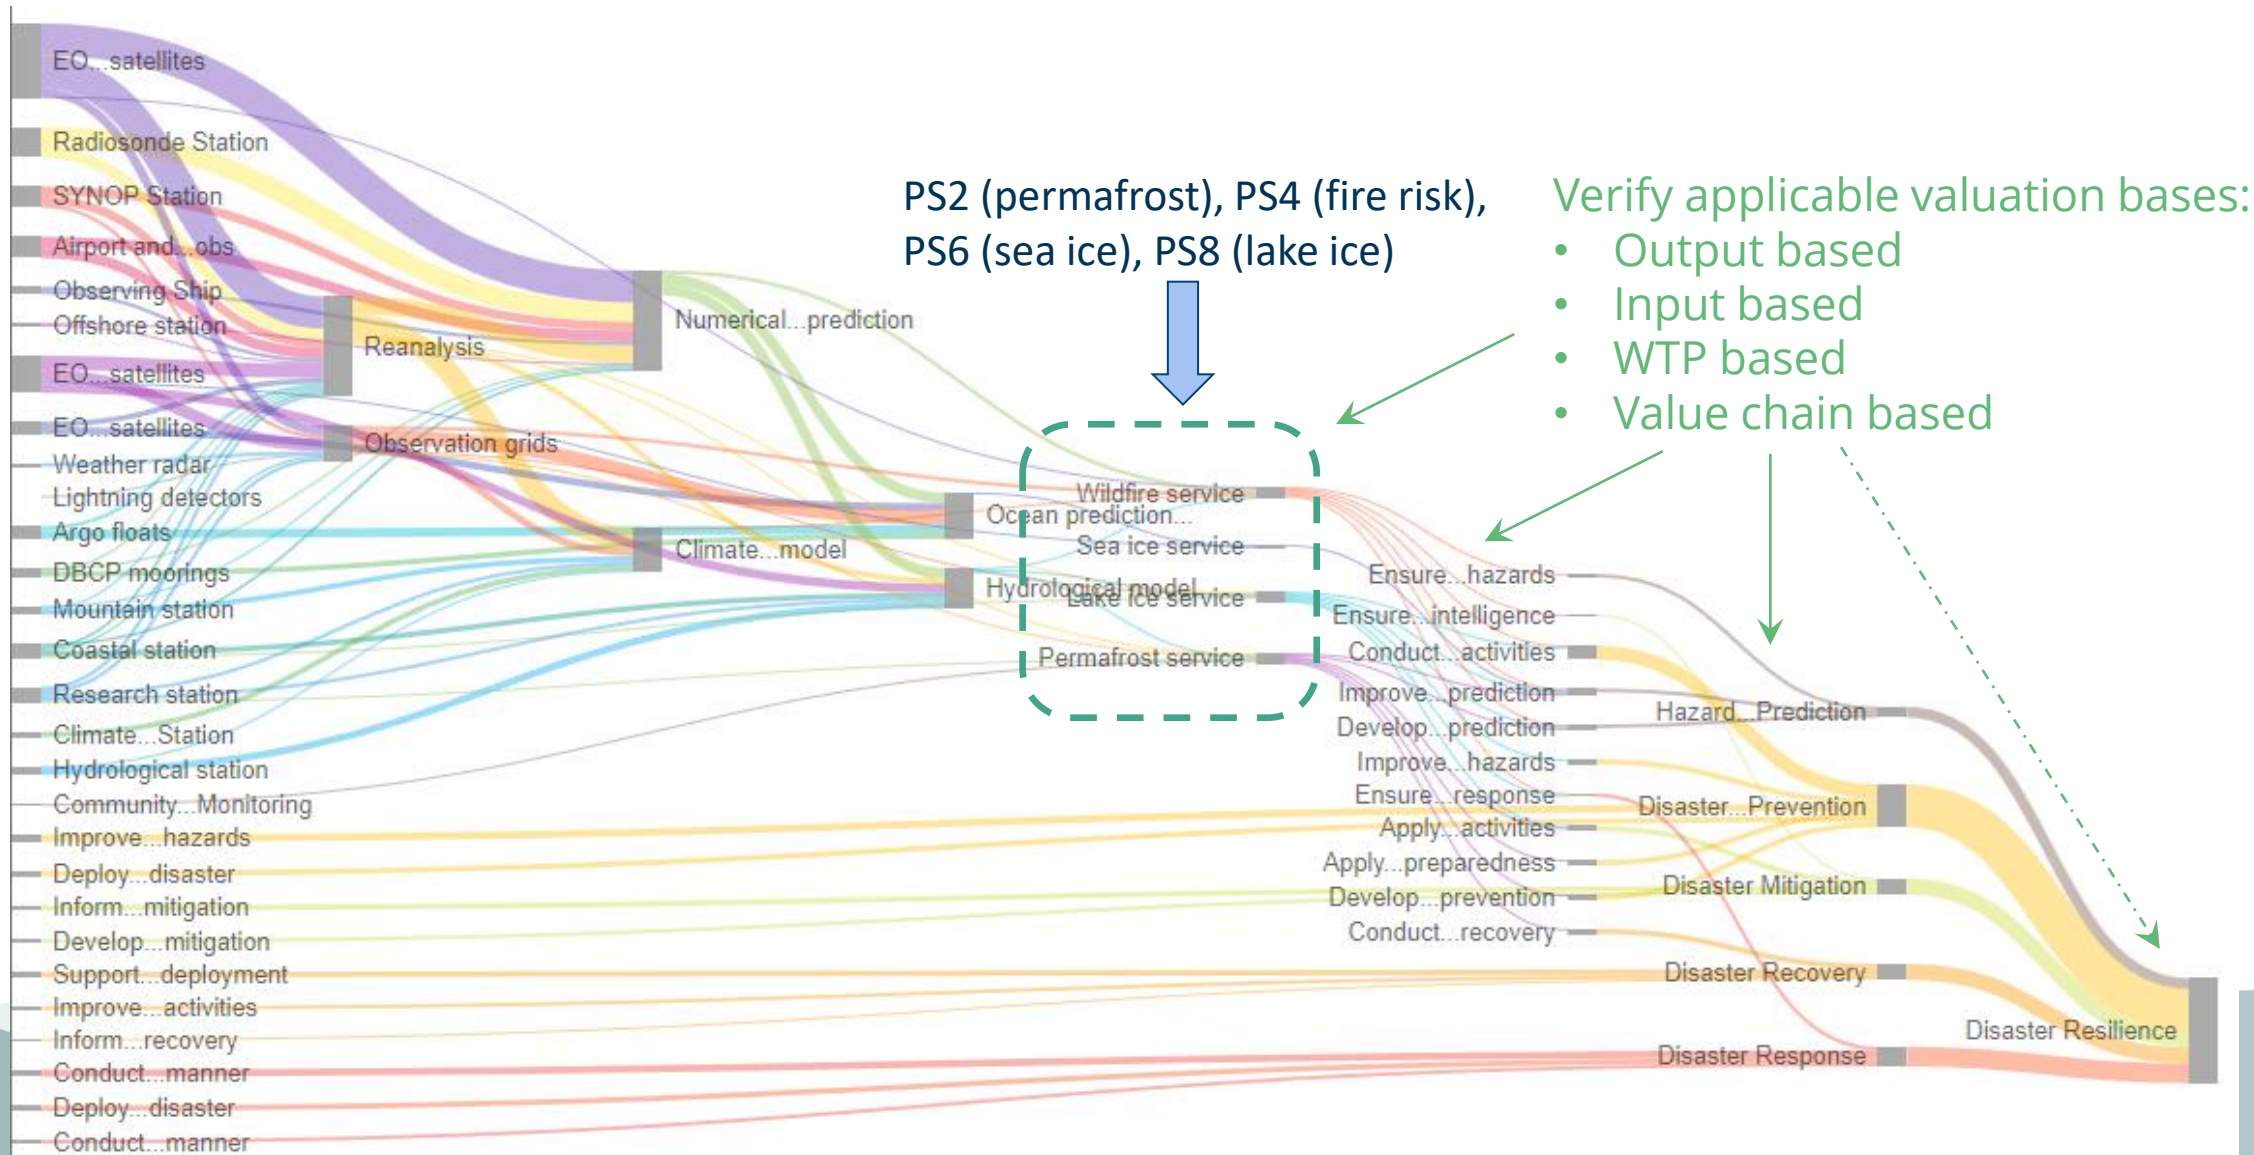 EO...satellites
Radiosonde Station
SYNOP Station
Airport and...obs
Observing Ship
Offshore station
EO...satellites
EO...satellites
Weather radar
Lightning detectors
Argo floats
DBCP moorings
Mountain station
Coastal station
Research station
Climate...Station
Hydrological station
Community...Monitoring
Improve...hazards
Deploy...disaster
Inform...mitigation
Develop...mitigation
Support...deployment
Improve...activities
Inform...recovery
Conduct...manner
Deploy...disaster
Conduct...manner
Reanalysis
Observation grids
Numerical...prediction
Climate...model
PS2 (permafrost), PS4 (fire risk),
PS6 (sea ice), PS8 (lake ice)
Ocean prediction...
Hydrological model
Wildfire service
Sea ice service
Lake ice service
Permafrost service
Verify applicable valuation bases:
• Output based
• Input based
• WTP based
• Value chain based
Ensure...hazards
Ensure...intelligence
Conduct...activities
Improve...prediction
Develop...prediction
Improve...hazards
Ensure...response
Apply...activities
Apply...preparedness
Develop...prevention
Conduct...recovery
Hazard...Prediction
Disaster...Prevention
Disaster Mitigation
Disaster Recovery
Disaster Response
Disaster Resilience